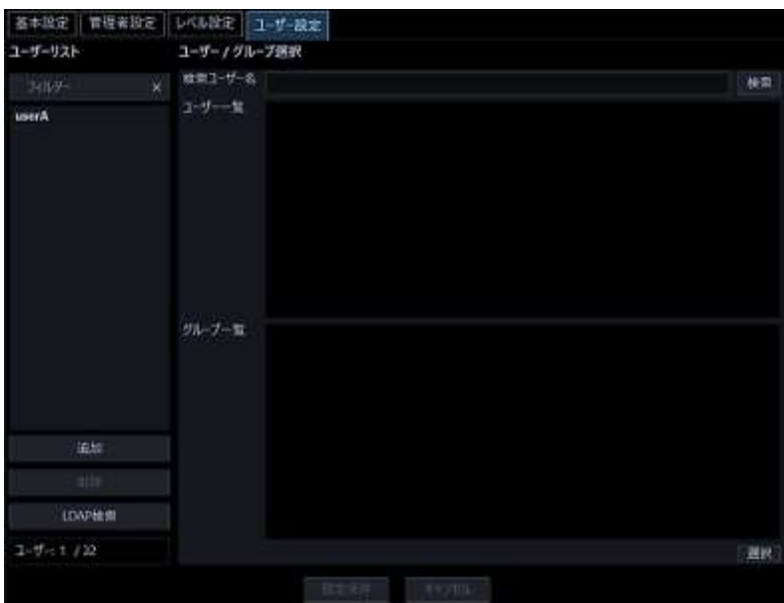 基本設定 管理者設定 レベル設定 ユーザー設定
ユーザーリスト
ユーザー / グループ選択
フィルター ×
検索ユーザー名 検索
userA
ユーザー一覧
グループ一覧
追加
削除
LDAP検索
ユーザー: 1 / 32
選択
設定保存 キャンセル